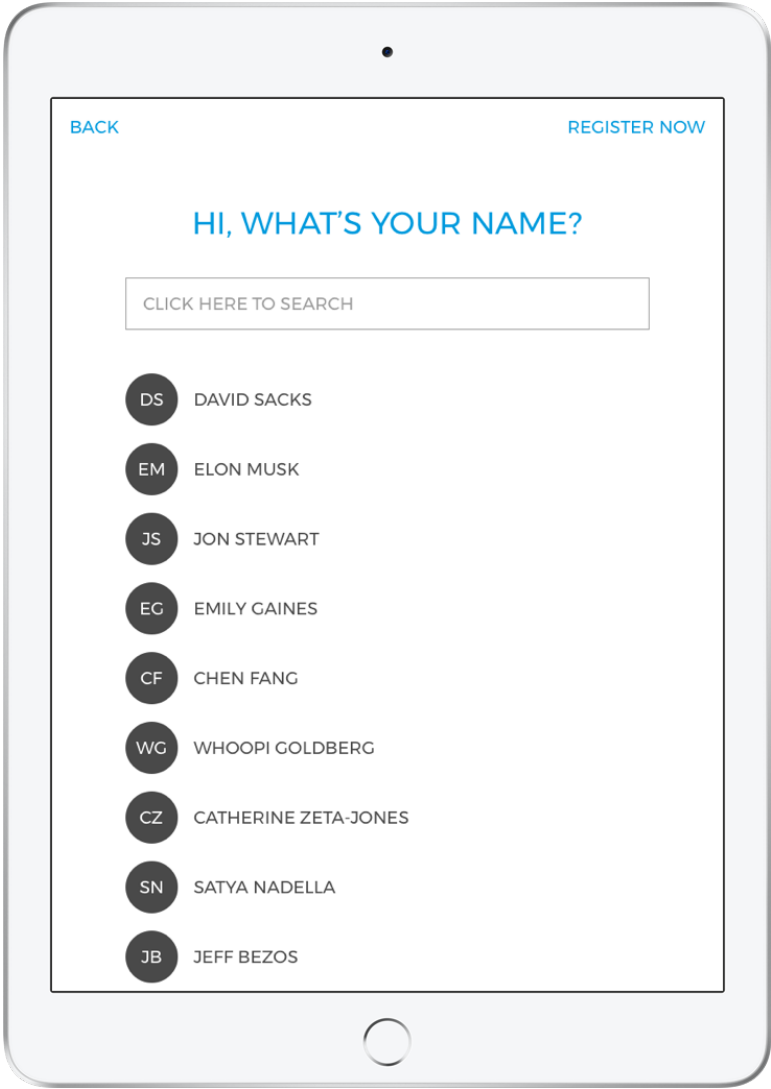 BACK
REGISTER NOW
HI, WHAT'S YOUR NAME?
CLICK HERE TO SEARCH
DS DAVID SACKS
EM ELON MUSK
JS JON STEWART
EG EMILY GAINES
CF CHEN FANG
WG WHOOPI GOLDBERG
CZ CATHERINE ZETA-JONES
SN SATYA NADELLA
JB JEFF BEZOS